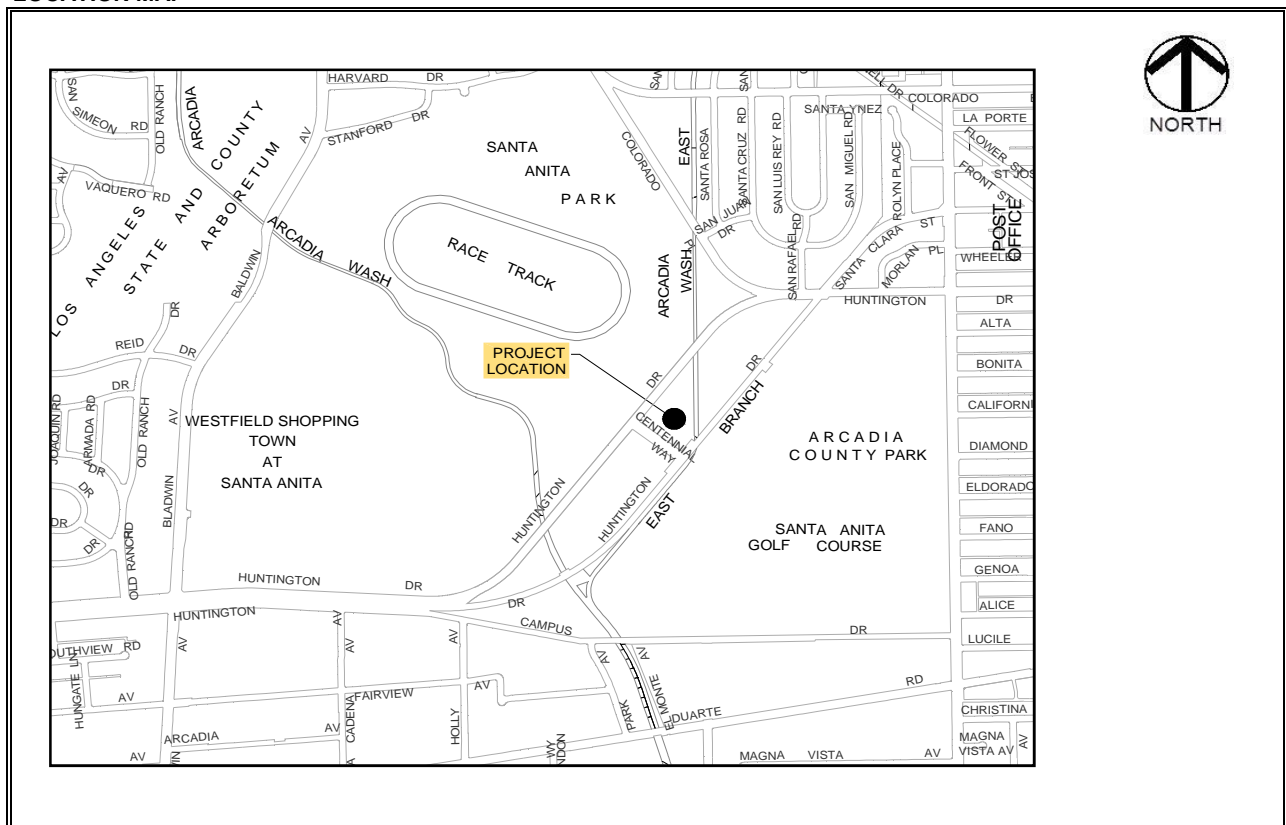 NORTH
HARVARD DR
COLORADO
LA PORTE
SAN
SIMEON RD
OLD RANCH
ARCADIA
AV
STANFORD DR
SANTA
ANITA
PARK
COLORADO
EAST
SANTA ROSA
SANTA CRUZ RD
SAN LUIS REY RD
SANTA YNEZ
SAN MIGUEL RD
ROLYN PLACE
FLOWER ST
FRONT ST
ST JOS
POST
OFFICE
AV
VAQUERO RD
LOS ANGELES
STATE AND COUNTY
ARBORETUM
ARCADIA WASH
BALDWIN
RACE TRACK
ARCADIA
WASH
SAN JUAN
DR
SAN RAFAEL RD
SANTA CLARA ST
MORLAN PL
WHEELER
HUNTINGTON DR
ALTA
BONITA
CALIFORNI
DIAMOND
ELDORADO
FANO
GENOA
ALICE
LUCILE
REID DR
DR
DR
PROJECT
LOCATION
DR
DR
CENTENNIAL
WAY
EAST BRANCH
ARCADIA
COUNTY PARK
SANTA ANITA
GOLF COURSE
JOAQUIN RD
ARMADA RD
OLD RANCH
DR
DR
DR
DR
OLD RANCH RD
AV
BLADWIN
WESTFIELD SHOPPING
TOWN
AT
SANTA ANITA
HUNTINGTON
HUNTINGTON
HUNTINGTON DR
DR
HUNTINGTON
CAMPUS DR
OUTHVIEW RD
HUNGATE LN
AV
AV
AV
AV
FAIRVIEW AV
CADENA
HOLLY
ARCADIA AV
AV
WIN
WY
NDON
PARK AV
EL MONTE AV
DUARTE RD
MAGNA VISTA AV
CHRISTINA
MAGNA
VISTA AV
AV